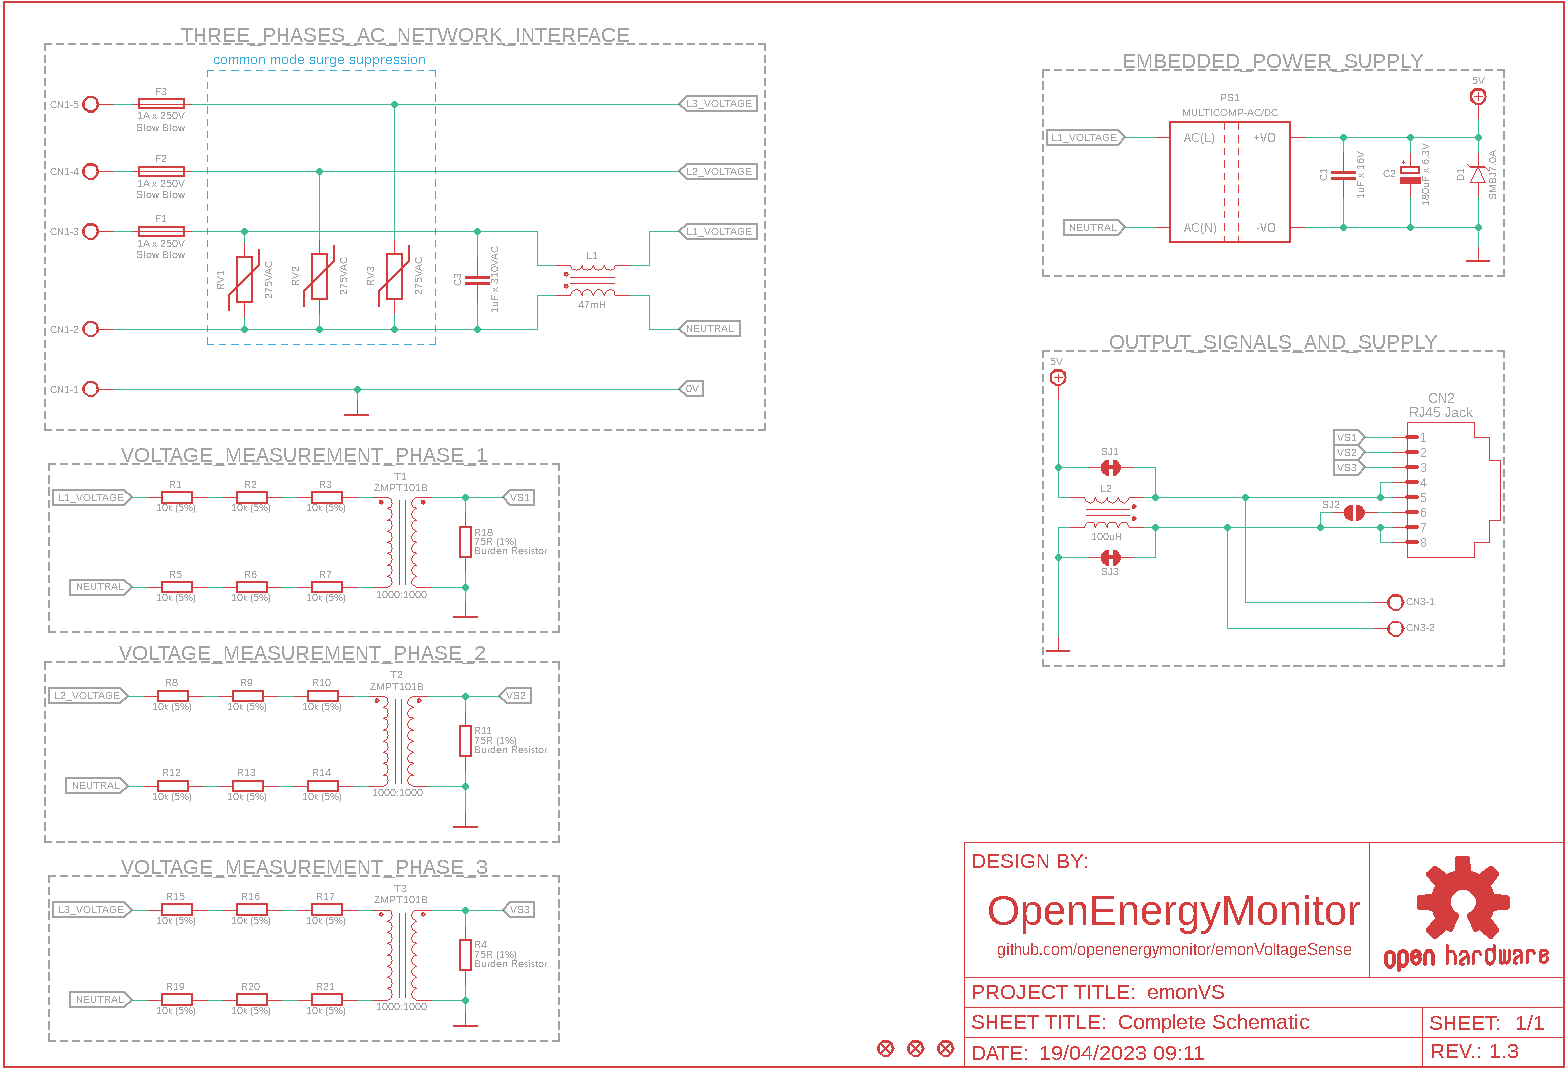 THREE_PHASES_AC_NETWORK_INTERFACE
common mode surge suppression
CN1-5
F3
1A x 250V
Slow Blow
L3_VOLTAGE
CN1-4
F2
1A x 250V
Slow Blow
L2_VOLTAGE
CN1-3
F1
1A x 250V
Slow Blow
L1_VOLTAGE
RV1
275VAC
RV2
275VAC
RV3
275VAC
C3
1uF x 310VAC
L1
47mH
CN1-2
NEUTRAL
CN1-1
0V
VOLTAGE_MEASUREMENT_PHASE_1
L1_VOLTAGE
R1
10k (5%)
R2
10k (5%)
R3
10k (5%)
T1
ZMPT101B
VS1
R18
75R (1%)
Burden Resistor
NEUTRAL
R5
10k (5%)
R6
10k (5%)
R7
10k (5%)
1000:1000
VOLTAGE_MEASUREMENT_PHASE_2
L2_VOLTAGE
R8
10k (5%)
R9
10k (5%)
R10
10k (5%)
T2
ZMPT101B
VS2
R11
75R (1%)
Burden Resistor
NEUTRAL
R12
10k (5%)
R13
10k (5%)
R14
10k (5%)
1000:1000
VOLTAGE_MEASUREMENT_PHASE_3
L3_VOLTAGE
R15
10k (5%)
R16
10k (5%)
R17
10k (5%)
T3
ZMPT101B
VS3
R4
75R (1%)
Burden Resistor
NEUTRAL
R19
10k (5%)
R20
10k (5%)
R21
10k (5%)
1000:1000
EMBEDDED_POWER_SUPPLY
5V
PS1
MULTICOMP-AC/DC
L1_VOLTAGE
AC(L)
+VO
NEUTRAL
AC(N)
-VO
C1
1uF x 16V
C2
180uF x 6.3V
D1
SMBJ7.0A
OUTPUT_SIGNALS_AND_SUPPLY
5V
CN2
RJ45 Jack
VS1
1
VS2
2
VS3
3
4
5
6
7
8
SJ1
L2
100uH
SJ3
SJ2
CN3-1
CN3-2
DESIGN BY:
OpenEnergyMonitor
github.com/openenergymonitor/emonVoltageSense
open hardware
PROJECT TITLE: emonVS
SHEET TITLE: Complete Schematic
SHEET: 1/1
DATE: 19/04/2023 09:11
REV.: 1.3